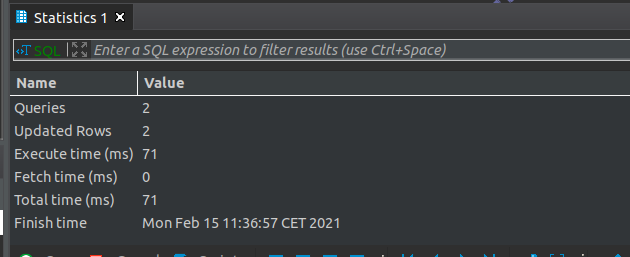 Statistics 1
SQL Enter a SQL expression to filter results (use Ctrl+Space)
Name Value
Queries 2
Updated Rows 2
Execute time (ms) 71
Fetch time (ms) 0
Total time (ms) 71
Finish time Mon Feb 15 11:36:57 CET 2021